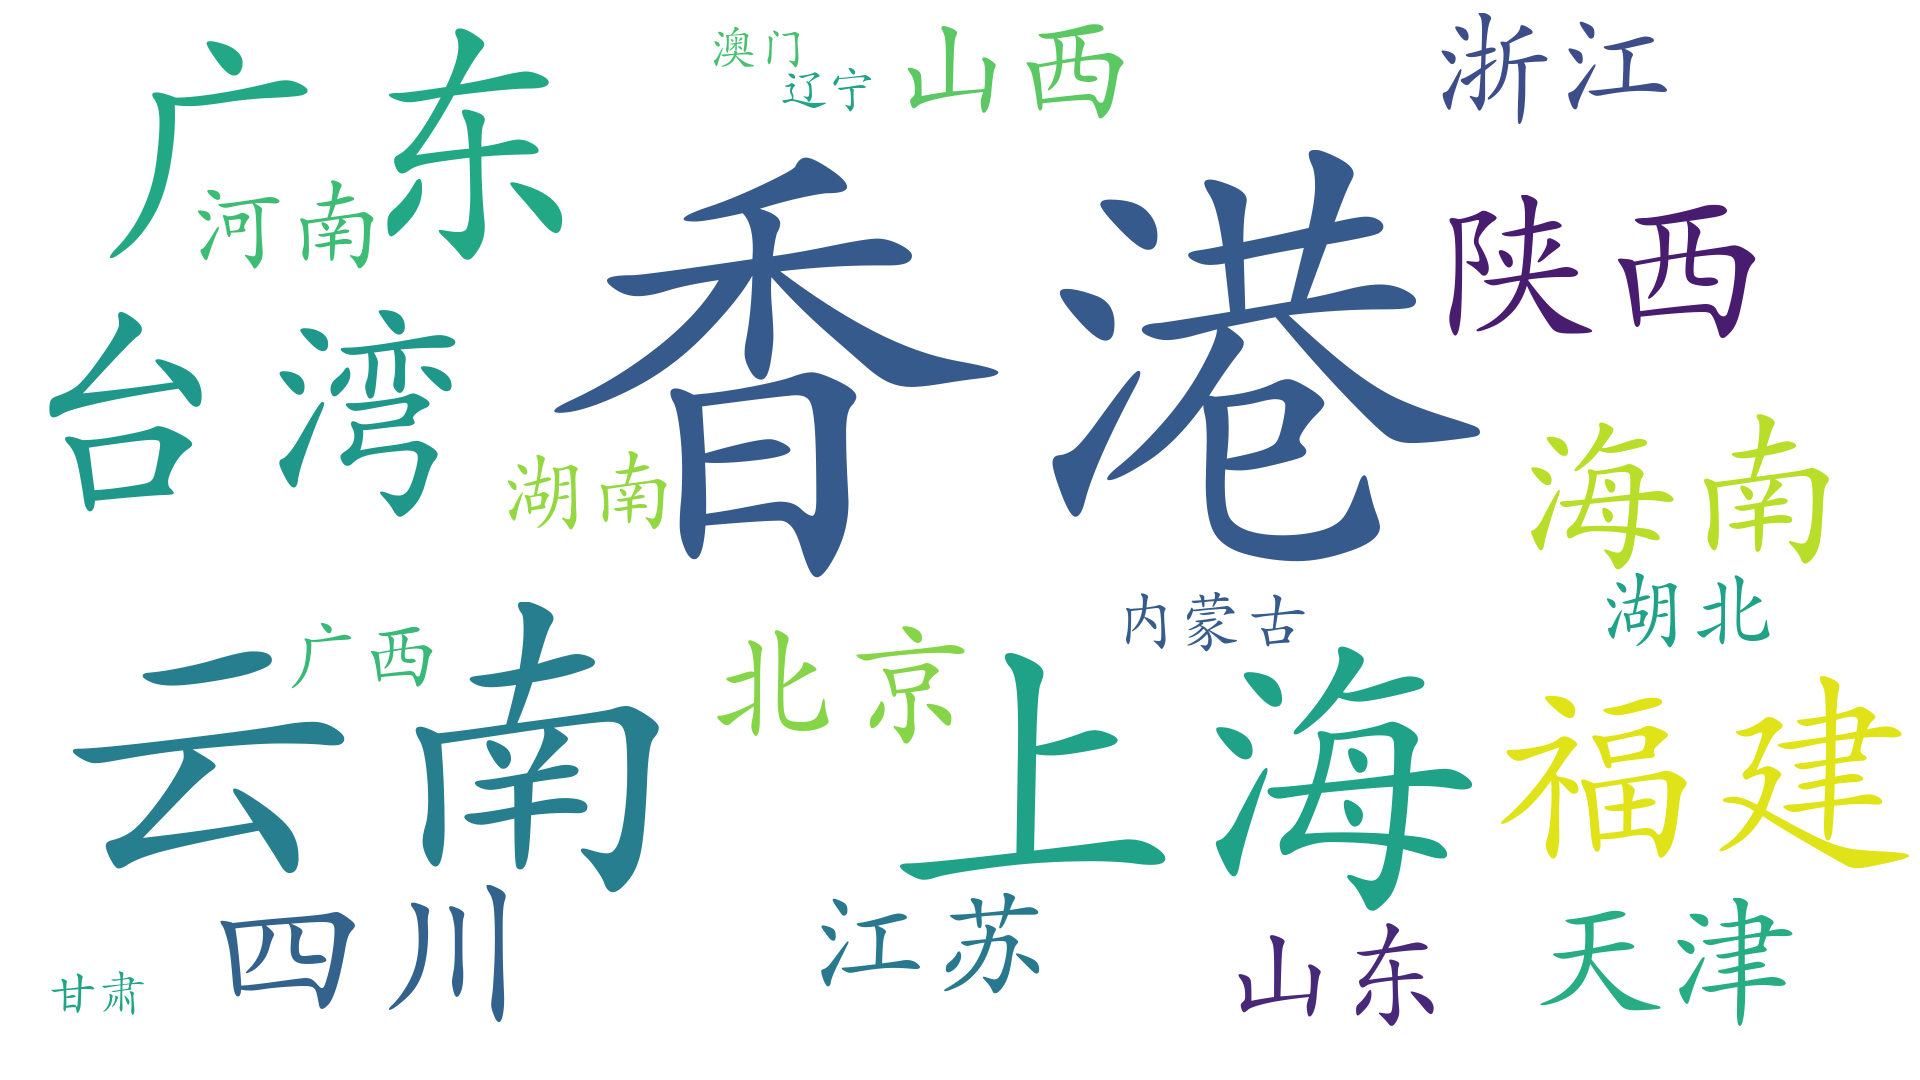 广东
澳门
辽宁
山西
浙江
河南
香港
陕西
台湾
湖南
海南
内蒙古
湖北
云南
广西
北京
上海
福建
四川
江苏
山东
天津
甘肃